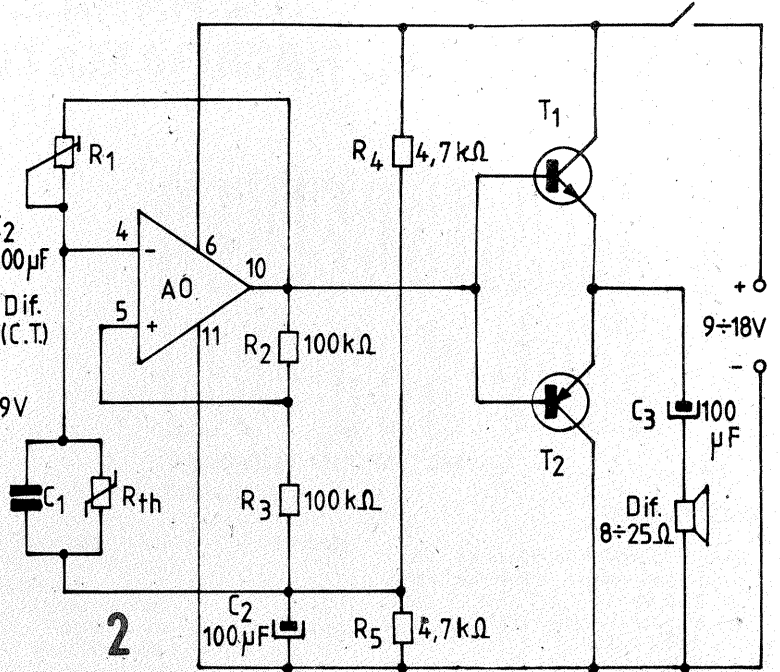 T1
R1
R4 4,7kΩ
2
00μF
4
6
-
AO
10
Dif.
(C.T.)
5
+
11
R2 100kΩ
+
9÷18V
-
9V
C3 100
μF
T2
C1
Rth
R3 100kΩ
Dif.
8÷25Ω
C2
100μF
R5 4,7kΩ
2